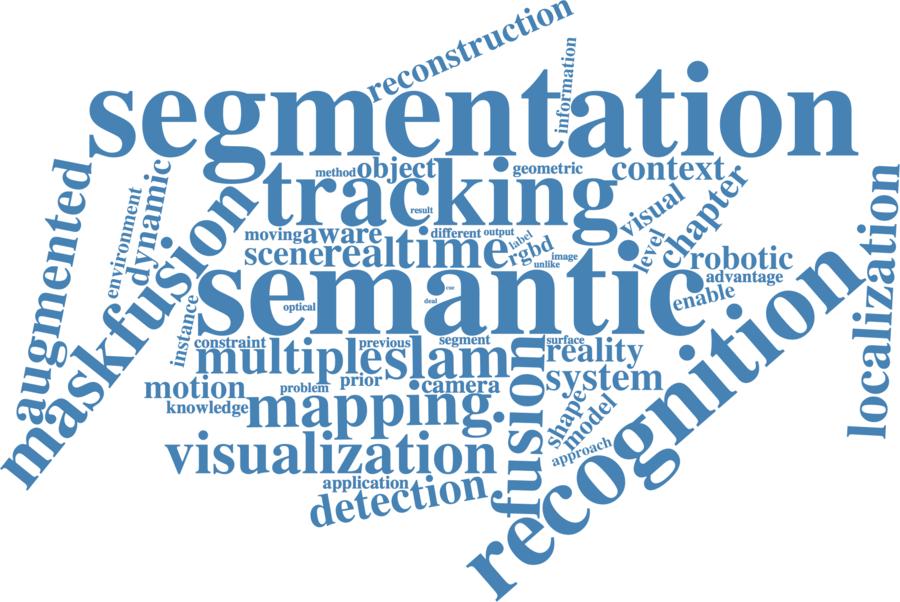 reconstruction
information
segmentation
method
object
geometric
context
tracking
augmented
environment
dynamic
maskfusion
result
visual
chapter
localization
moving
aware
different
output
label
scene
realtime
rgbd
image
unlike
level
robotic
advantage
enable
semantic
cue
deal
optical
instance
constraint
previous
segment
surface
multiple
slam
reality
motion
problem
prior
camera
system
knowledge
mapping
fusion
shape
model
approach
recognition
visualization
application
detection